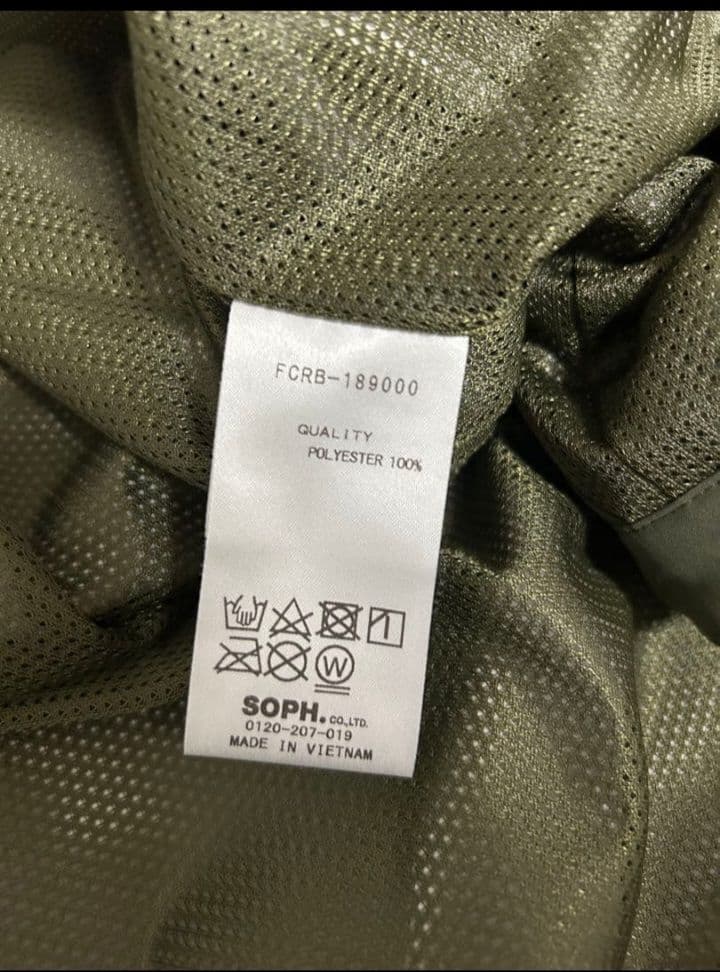 FCRB-189000
QUALITY
POLYESTER 100%
W
SOPH. CO.,LTD.
0120-207-019
MADE IN VIETNAM